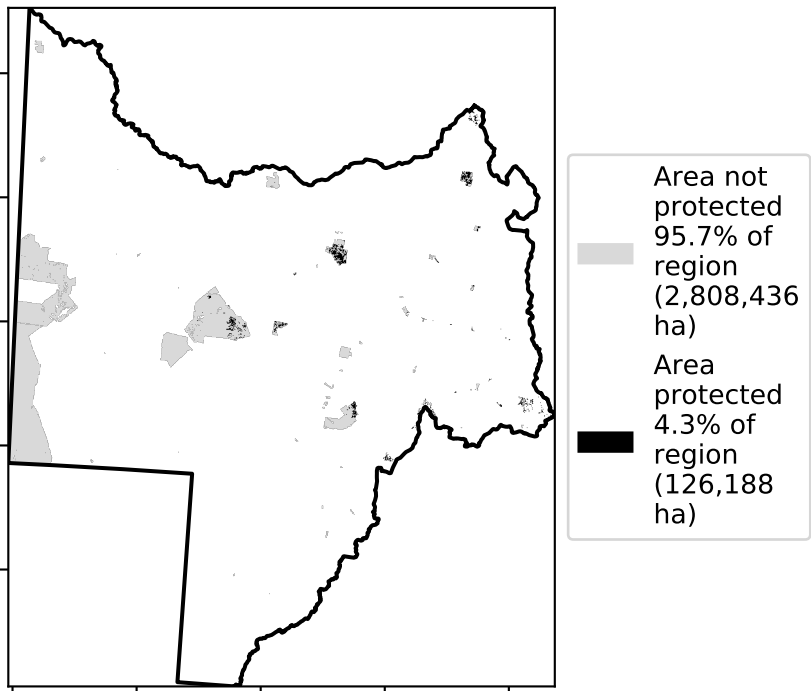 Area not
protected
95.7% of
region
(2,808,436
ha)
Area
protected
4.3% of
region
(126,188
ha)